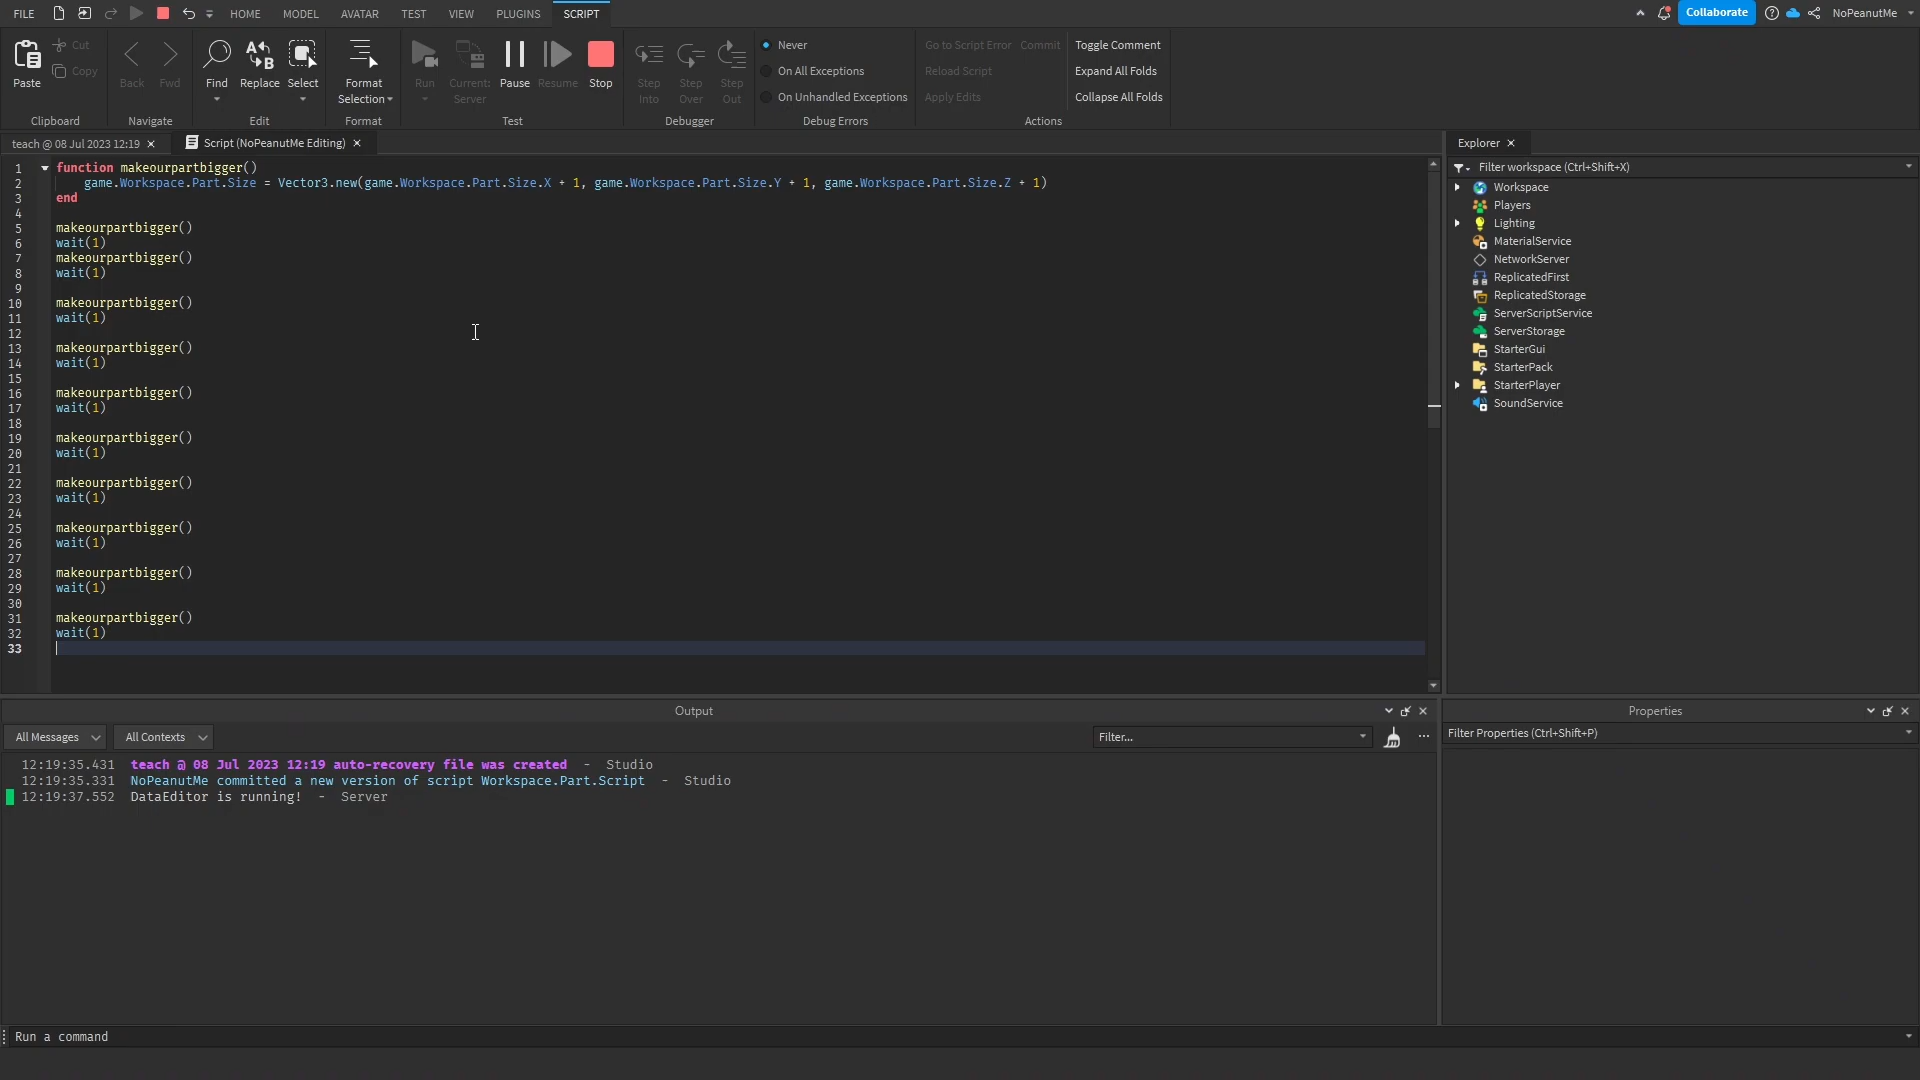 FILE HOME MODEL AVATAR TEST VIEW PLUGINS SCRIPT Collaborate NoPeanutMe
Paste Cut Copy Back Fwd Find Replace Select Format Selection Run Current: Server Pause Resume Stop Step Into Step Over Step Out
Never
On All Exceptions
On Unhandled Exceptions
Go to Script Error Commit
Reload Script
Apply Edits
Toggle Comment
Expand All Folds
Collapse All Folds
Clipboard Navigate Edit Format Test Debugger Debug Errors Actions
teach @ 08 Jul 2023 12:19 × Script (NoPeanutMe Editing) ×
1 function makeourpartbigger()
2 game.Workspace.Part.Size = Vector3.new(game.Workspace.Part.Size.X + 1, game.Workspace.Part.Size.Y + 1, game.Workspace.Part.Size.Z + 1)
3 end
4
5 makeourpartbigger()
6 wait(1)
7 makeourpartbigger()
8 wait(1)
9
10 makeourpartbigger()
11 wait(1)
12
13 makeourpartbigger()
14 wait(1)
15
16 makeourpartbigger()
17 wait(1)
18
19 makeourpartbigger()
20 wait(1)
21
22 makeourpartbigger()
23 wait(1)
24
25 makeourpartbigger()
26 wait(1)
27
28 makeourpartbigger()
29 wait(1)
30
31 makeourpartbigger()
32 wait(1)
33
Explorer ×
Filter workspace (Ctrl+Shift+X)
Workspace
Players
Lighting
MaterialService
NetworkServer
ReplicatedFirst
ReplicatedStorage
ServerScriptService
ServerStorage
StarterGui
StarterPack
StarterPlayer
SoundService
Output
All Messages All Contexts Filter... ...
12:19:35.431 teach @ 08 Jul 2023 12:19 auto-recovery file was created - Studio
12:19:35.331 NoPeanutMe committed a new version of script Workspace.Part.Script - Studio
12:19:37.552 DataEditor is running! - Server
Properties
Filter Properties (Ctrl+Shift+P)
Run a command